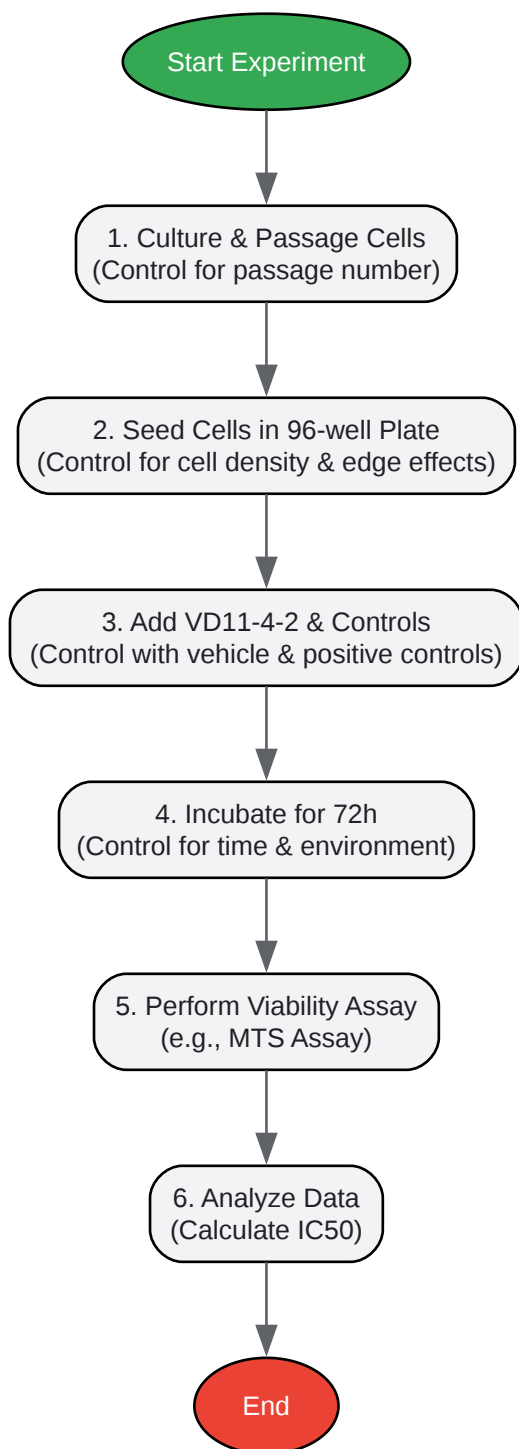 Start Experiment
1. Culture & Passage Cells
(Control for passage number)
2. Seed Cells in 96-well Plate
(Control for cell density & edge effects)
3. Add VD11-4-2 & Controls
(Control with vehicle & positive controls)
4. Incubate for 72h
(Control for time & environment)
5. Perform Viability Assay
(e.g., MTS Assay)
6. Analyze Data
(Calculate IC50)
End